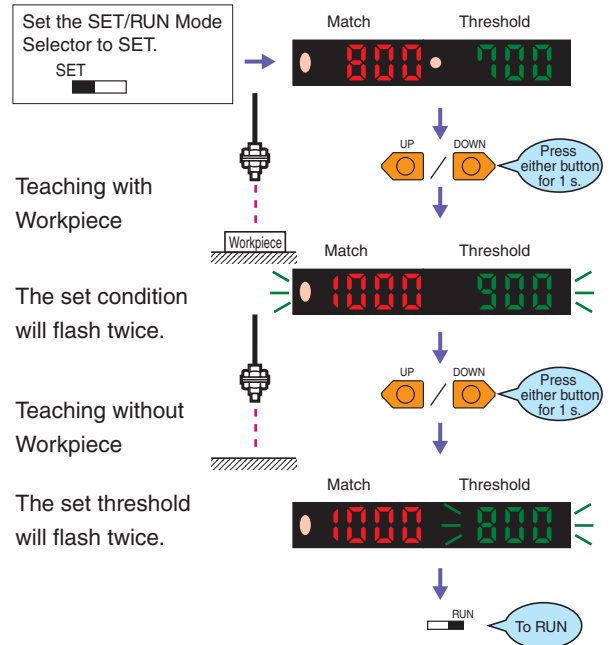 Set the SET/RUN Mode
Selector to SET.
SET
Match Threshold
800 700
UP DOWN
Press
either button
for 1 s.
Teaching with
Workpiece
Workpiece
Match Threshold
1000 900
The set condition
will flash twice.
UP DOWN
Press
either button
for 1 s.
Teaching without
Workpiece
Match Threshold
1000 800
The set threshold
will flash twice.
RUN
To RUN